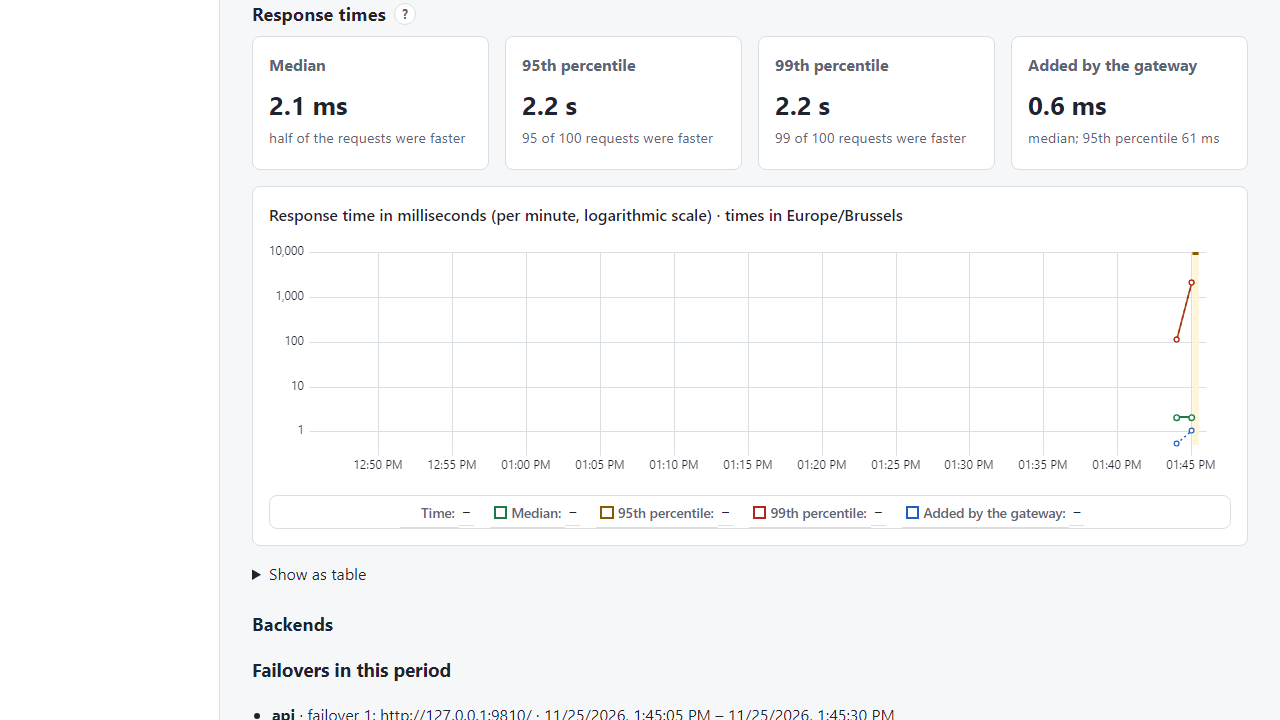 Response times ?
Median
2.1 ms
half of the requests were faster
95th percentile
2.2 s
95 of 100 requests were faster
99th percentile
2.2 s
99 of 100 requests were faster
Added by the gateway
0.6 ms
median; 95th percentile 61 ms
Response time in milliseconds (per minute, logarithmic scale) · times in Europe/Brussels
10,000
1,000
100
10
1
12:50 PM 12:55 PM 01:00 PM 01:05 PM 01:10 PM 01:15 PM 01:20 PM 01:25 PM 01:30 PM 01:35 PM 01:40 PM 01:45 PM
Time: – Median: – 95th percentile: – 99th percentile: – Added by the gateway: –
Show as table
Backends
Failovers in this period
api · failover 1: http://127.0.0.1:9810/ · 11/25/2026, 1:45:05 PM – 11/25/2026, 1:45:30 PM